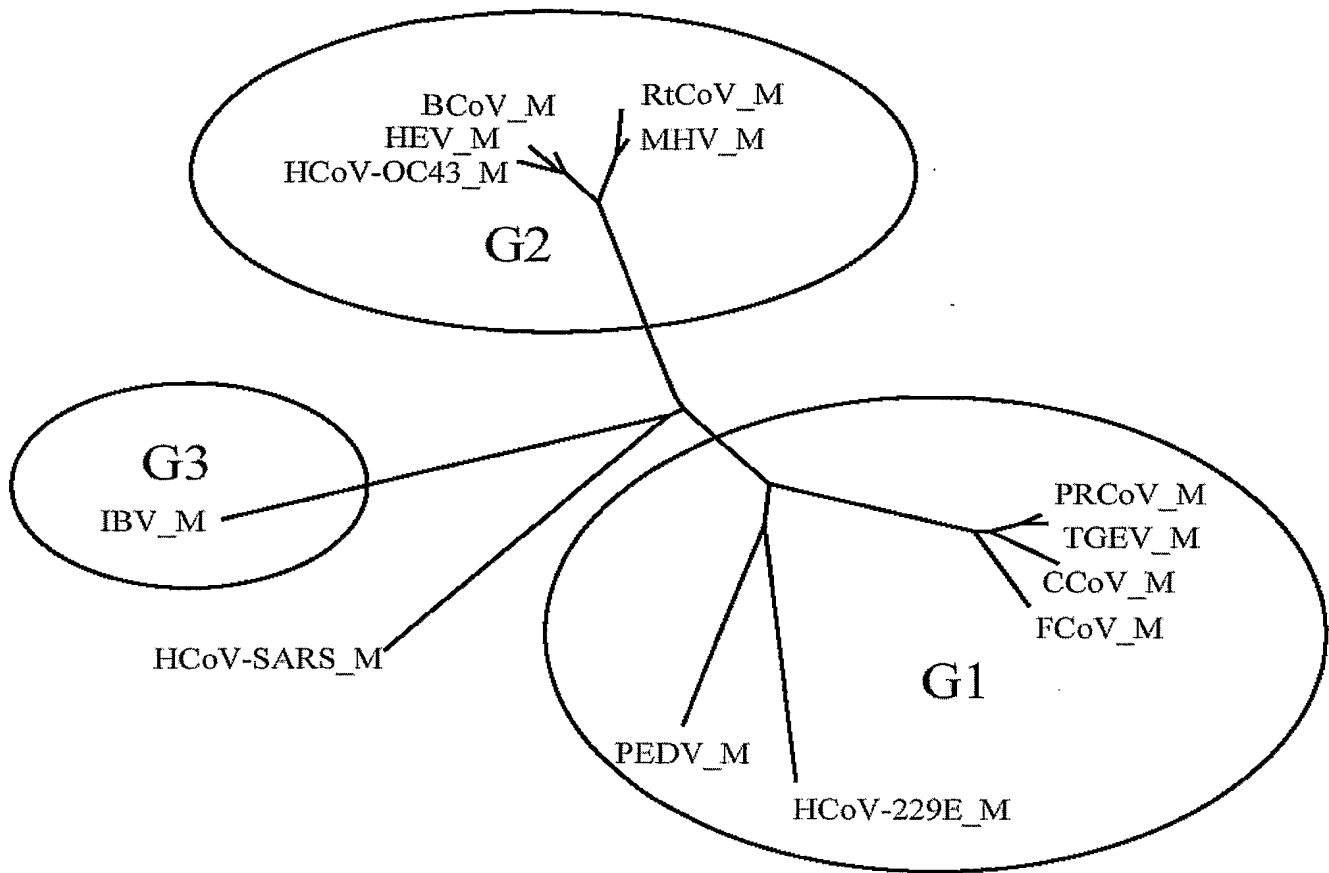 RtCoV_M
BCoV_M
HEV_M
MHV_M
HCoV-OC43_M
G2
G3
IBV_M
HCoV-SARS_M
PRCoV_M
TGEV_M
CCoV_M
FCoV_M
G1
PEDV_M
HCoV-229E_M